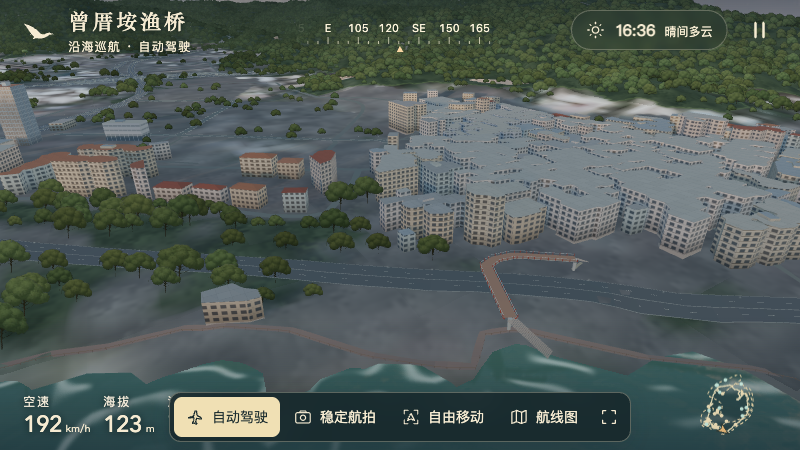 曾厝垵渔桥
沿海巡航 · 自动驾驶
S E 105 120 SE 150 165
16:36 晴间多云
空速 海拔
192 km/h 123 m
自动驾驶 稳定航拍 自由移动 航线图